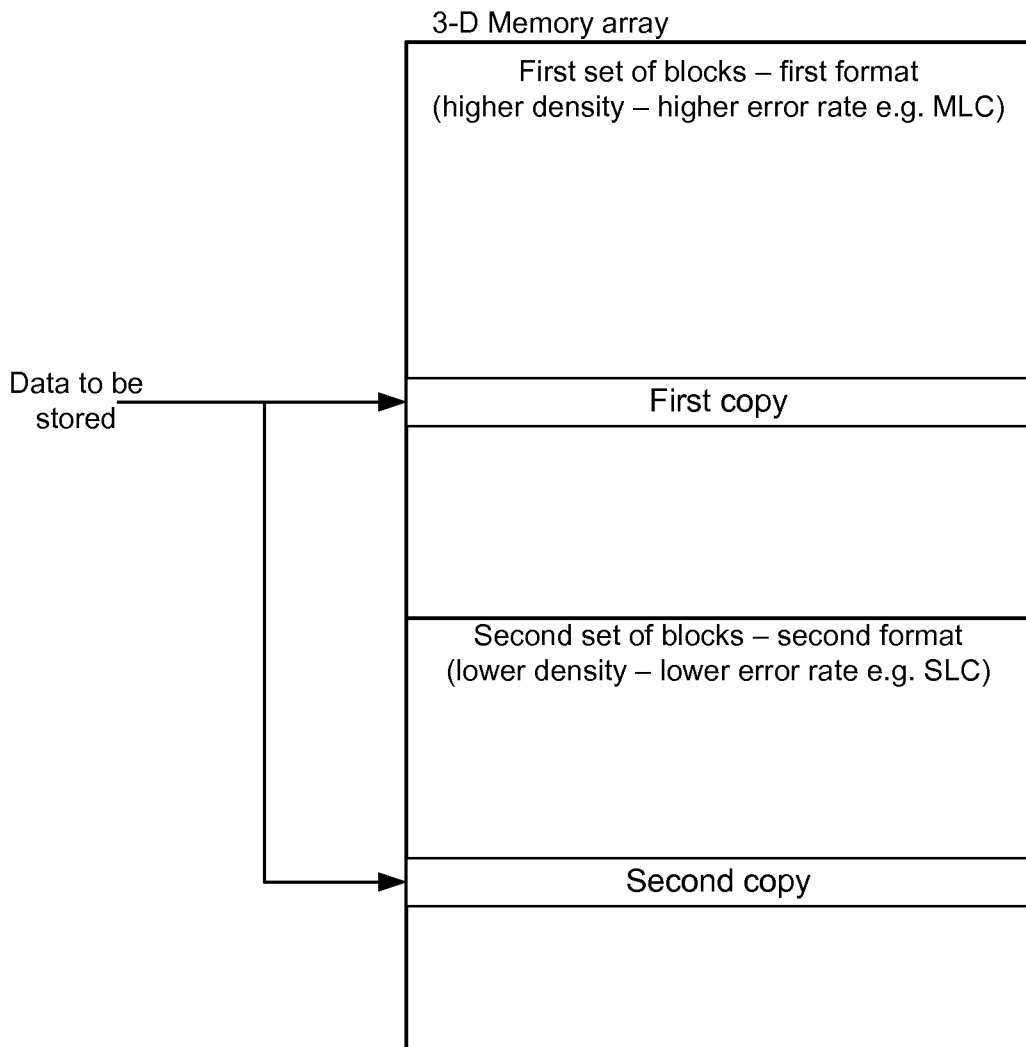 3-D Memory array
First set of blocks – first format
(higher density – higher error rate e.g. MLC)
Data to be
stored
First copy
Second set of blocks – second format
(lower density – lower error rate e.g. SLC)
Second copy